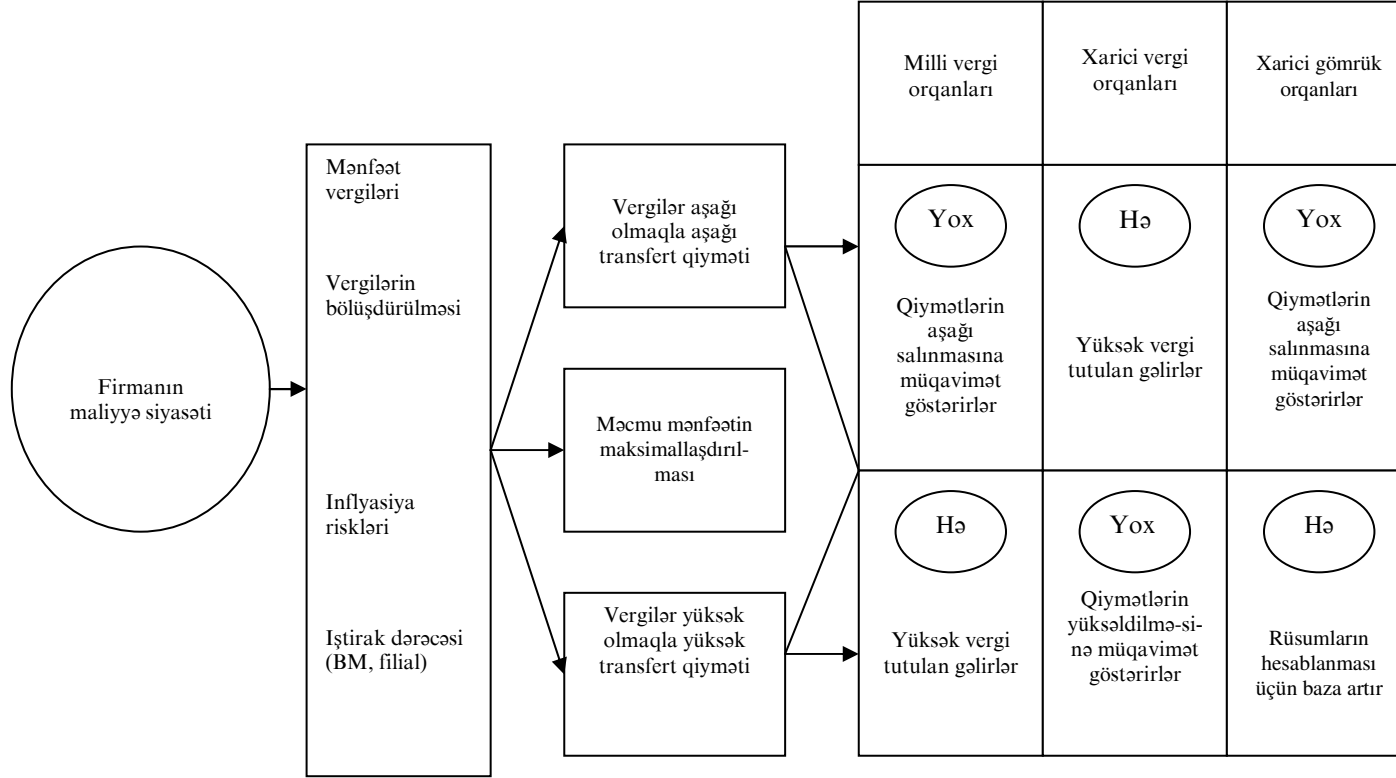 Firmanın
maliyyə siyasəti
Mənfəət
vergiləri
Vergilərin
bölüşdürülməsi
Inflyasiya
riskləri
Iştirak dərəcəsi
(BM, filial)
Vergilər aşağı
olmaqla aşağı
transfert qiyməti
Məcmu mənfəətin
maksimallaşdırıl-
ması
Vergilər yüksək
olmaqla yüksək
transfert qiyməti
Milli vergi
orqanları
Xarici vergi
orqanları
Xarici gömrük
orqanları
Yox
Qiymətlərin
aşağı
salınmasına
müqavimət
göstərirlər
Hə
Yüksək vergi
tutulan gəlirlər
Yox
Qiymətlərin
aşağı
salınmasına
müqavimət
göstərirlər
Hə
Yüksək vergi
tutulan gəlirlər
Yox
Qiymətlərin
yüksəldilmə-si-
nə müqavimət
göstərirlər
Hə
Rüsumların
hesablanması
üçün baza artır